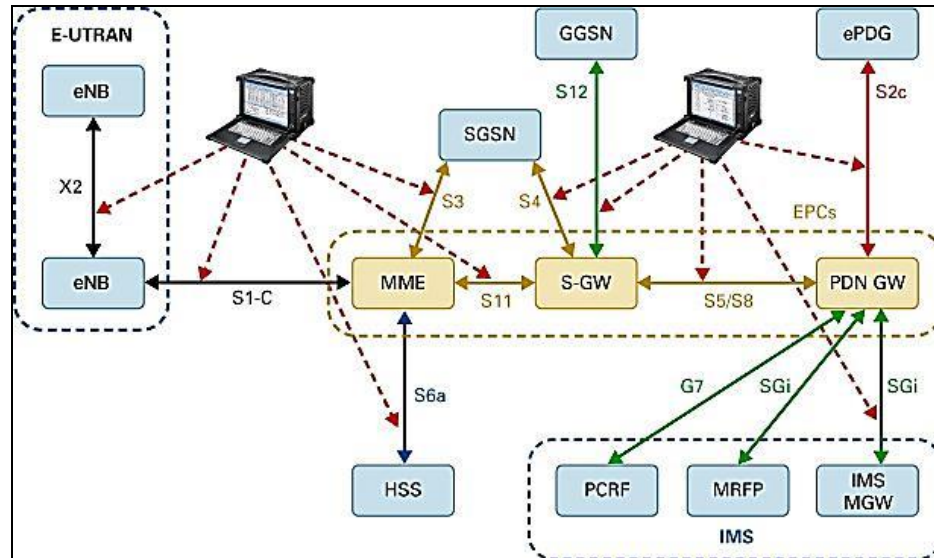 E-UTRAN
GGSN
ePDG
eNB
S12
S2c
SGSN
X2
S3
S4
EPCs
eNB
MME
S-GW
PDN GW
S1-C
S11
S5/S8
S6a
G7
SGi
SGi
HSS
PCRF
MRFP
IMS
MGW
IMS